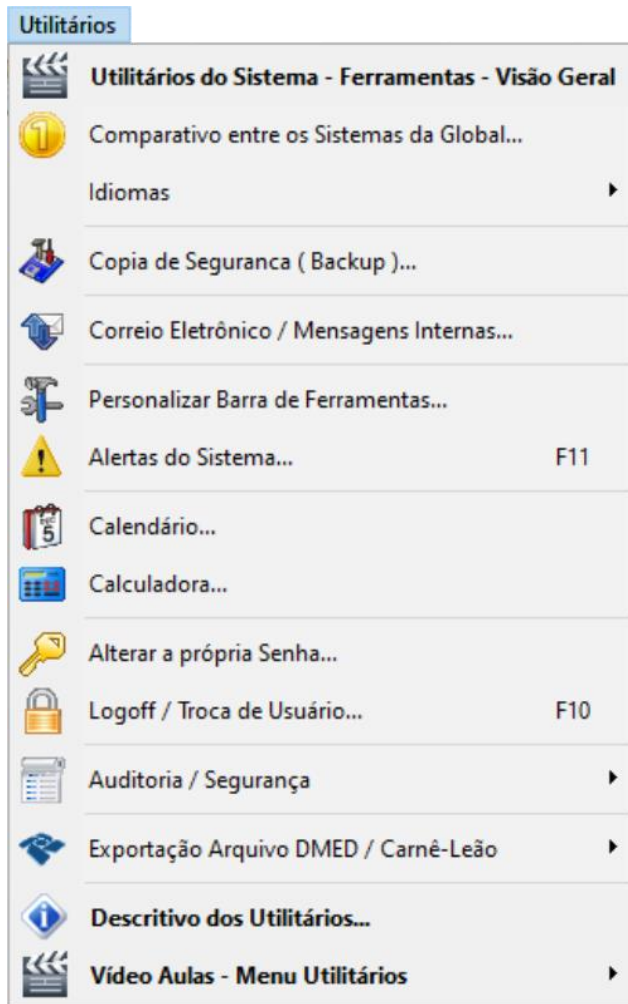 Utilitários
Utilitários do Sistema - Ferramentas - Visão Geral
1
Comparativo entre os Sistemas da Global...
Idiomas
Copia de Seguranca ( Backup )...
Correio Eletrônico / Mensagens Internas...
Personalizar Barra de Ferramentas...
Alertas do Sistema... F11
5
Calendário...
Calculadora...
Alterar a própria Senha...
Logoff / Troca de Usuário... F10
Auditoria / Segurança
Exportação Arquivo DMED / Carnê-Leão
Descritivo dos Utilitários...
Vídeo Aulas - Menu Utilitários